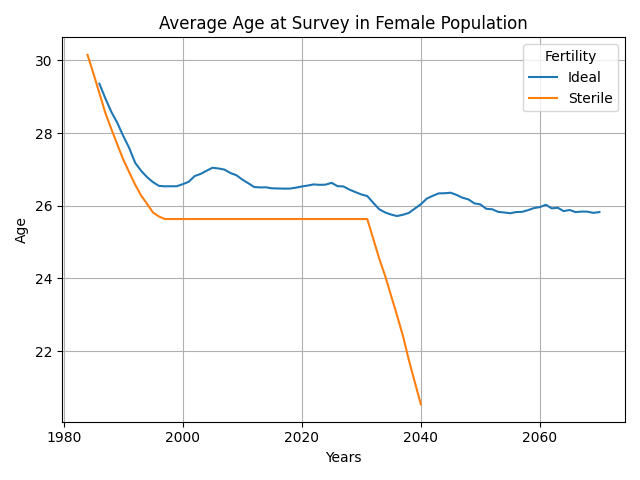 Average Age at Survey in Female Population
Fertility
Ideal
Sterile
Age
30
28
26
24
22
1980
2000
2020
2040
2060
Years